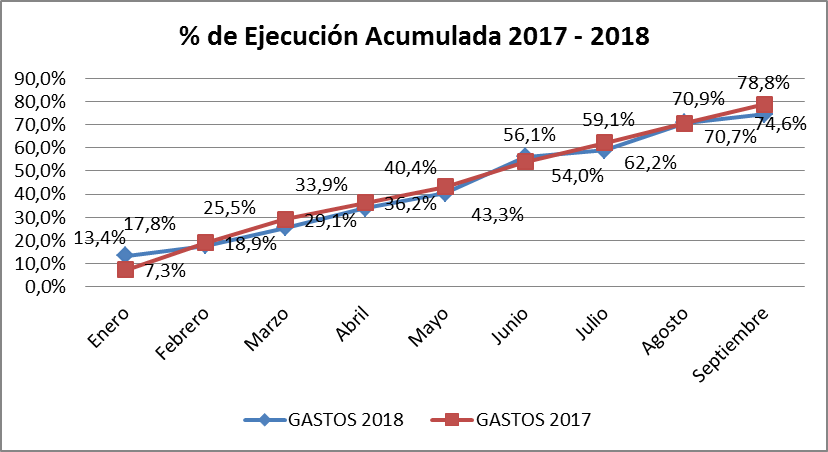 % de Ejecución Acumulada 2017 - 2018
90,0%
80,0%
70,0%
60,0%
50,0%
40,0%
30,0%
20,0%
10,0%
0,0%
13,4%
17,8%
25,5%
33,9%
40,4%
56,1%
59,1%
70,9%
78,8%
7,3%
18,9%
29,1%
36,2%
43,3%
54,0%
62,2%
70,7%
74,6%
Enero
Febrero
Marzo
Abril
Mayo
Junio
Julio
Agosto
Septiembre
GASTOS 2018
GASTOS 2017